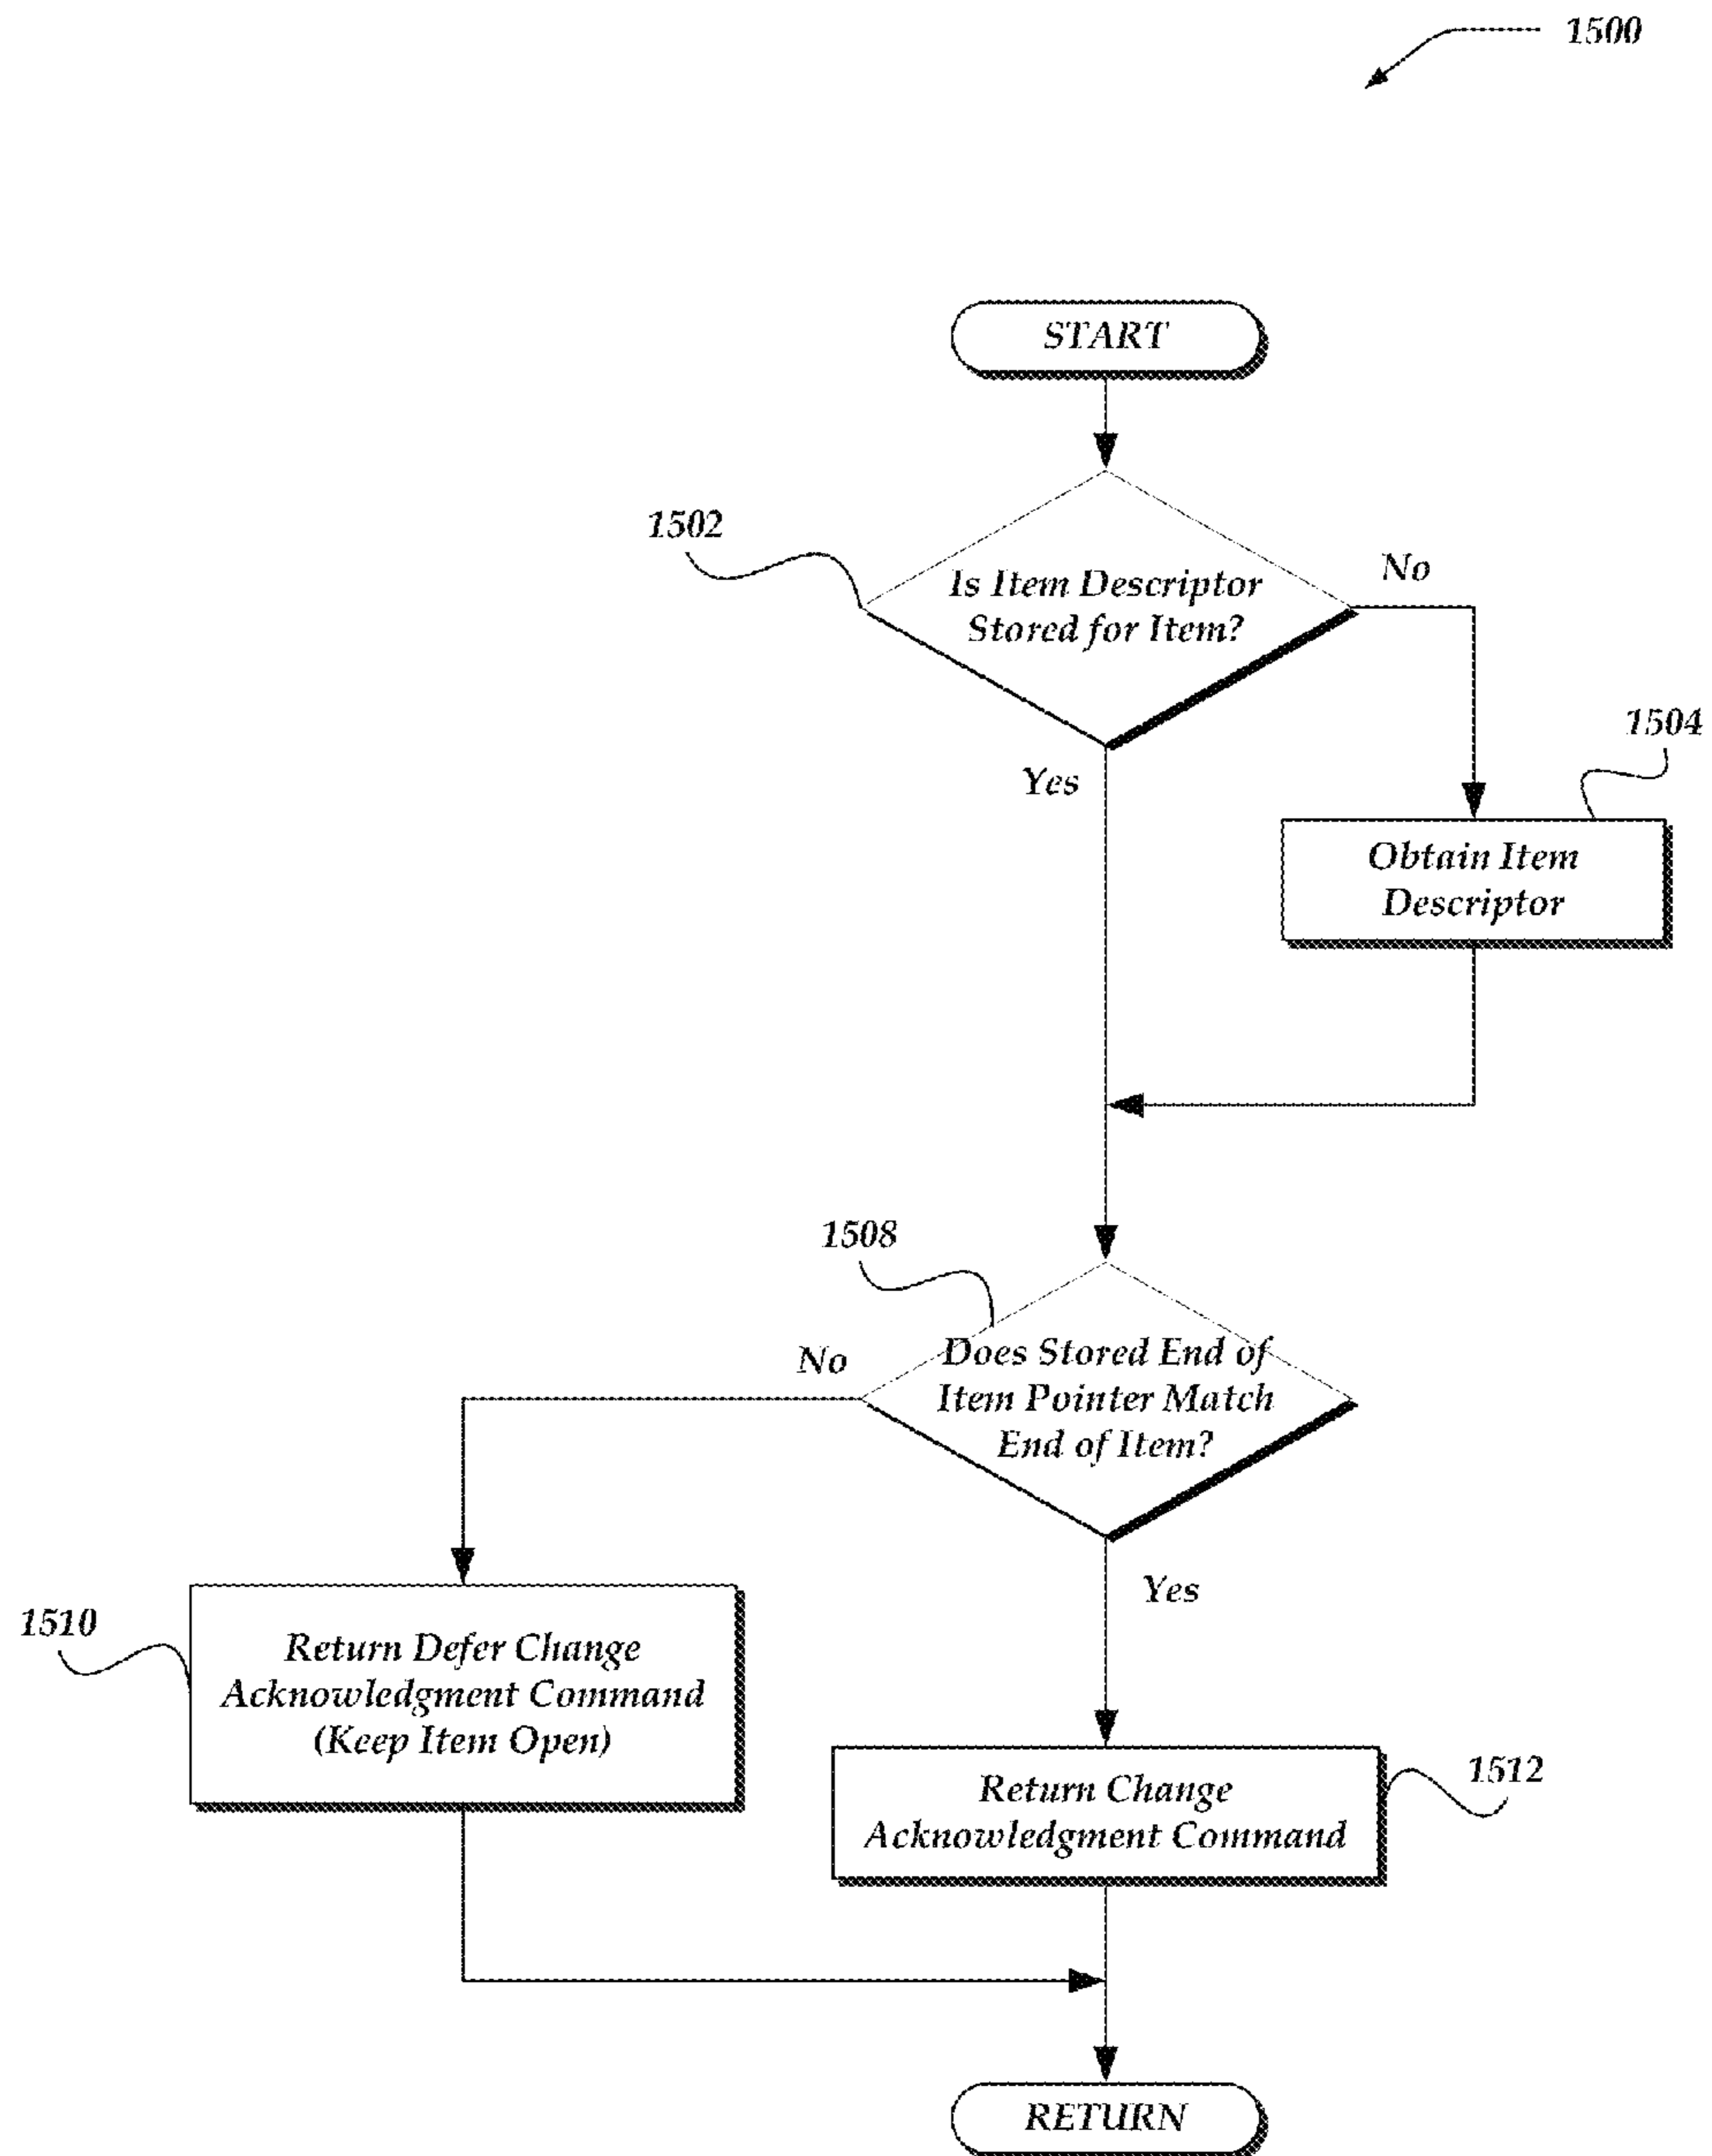 1500
START
1502
Is Item Descriptor
Stored for Item?
No
Yes
1504
Obtain Item
Descriptor
1508
Does Stored End of
Item Pointer Match
End of Item?
No
Yes
1510
Return Defer Change
Acknowledgment Command
(Keep Item Open)
1512
Return Change
Acknowledgment Command
RETURN